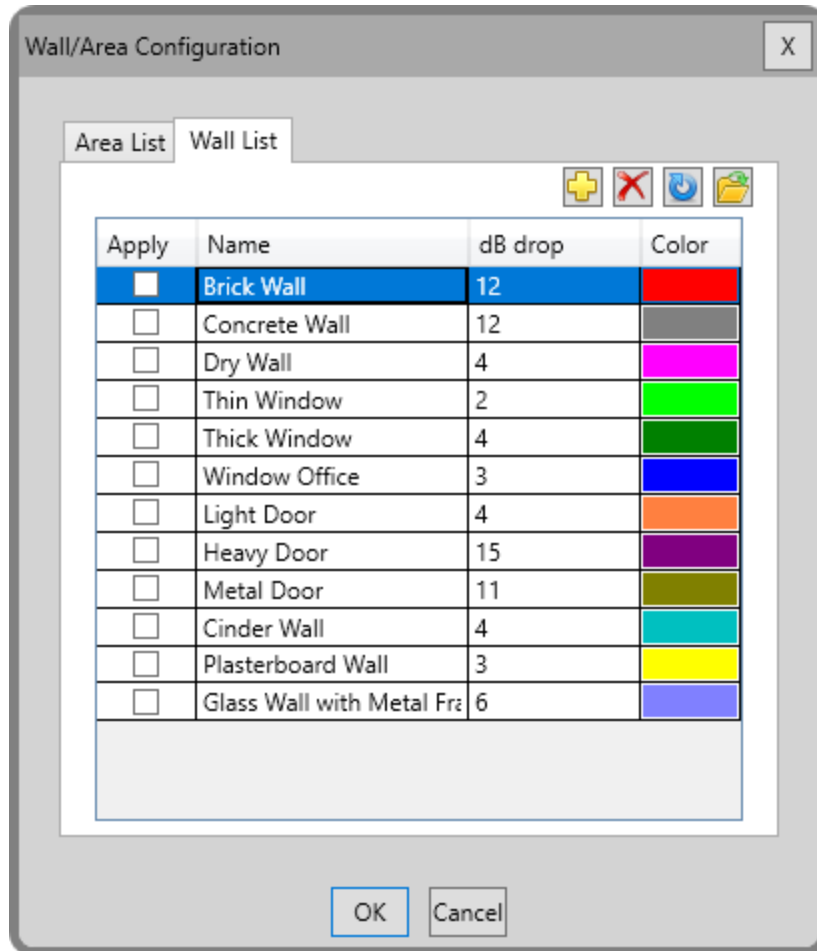 Wall/Area Configuration X
Area List Wall List
Apply Name dB drop Color
Brick Wall 12
Concrete Wall 12
Dry Wall 4
Thin Window 2
Thick Window 4
Window Office 3
Light Door 4
Heavy Door 15
Metal Door 11
Cinder Wall 4
Plasterboard Wall 3
Glass Wall with Metal Fra 6
OK Cancel